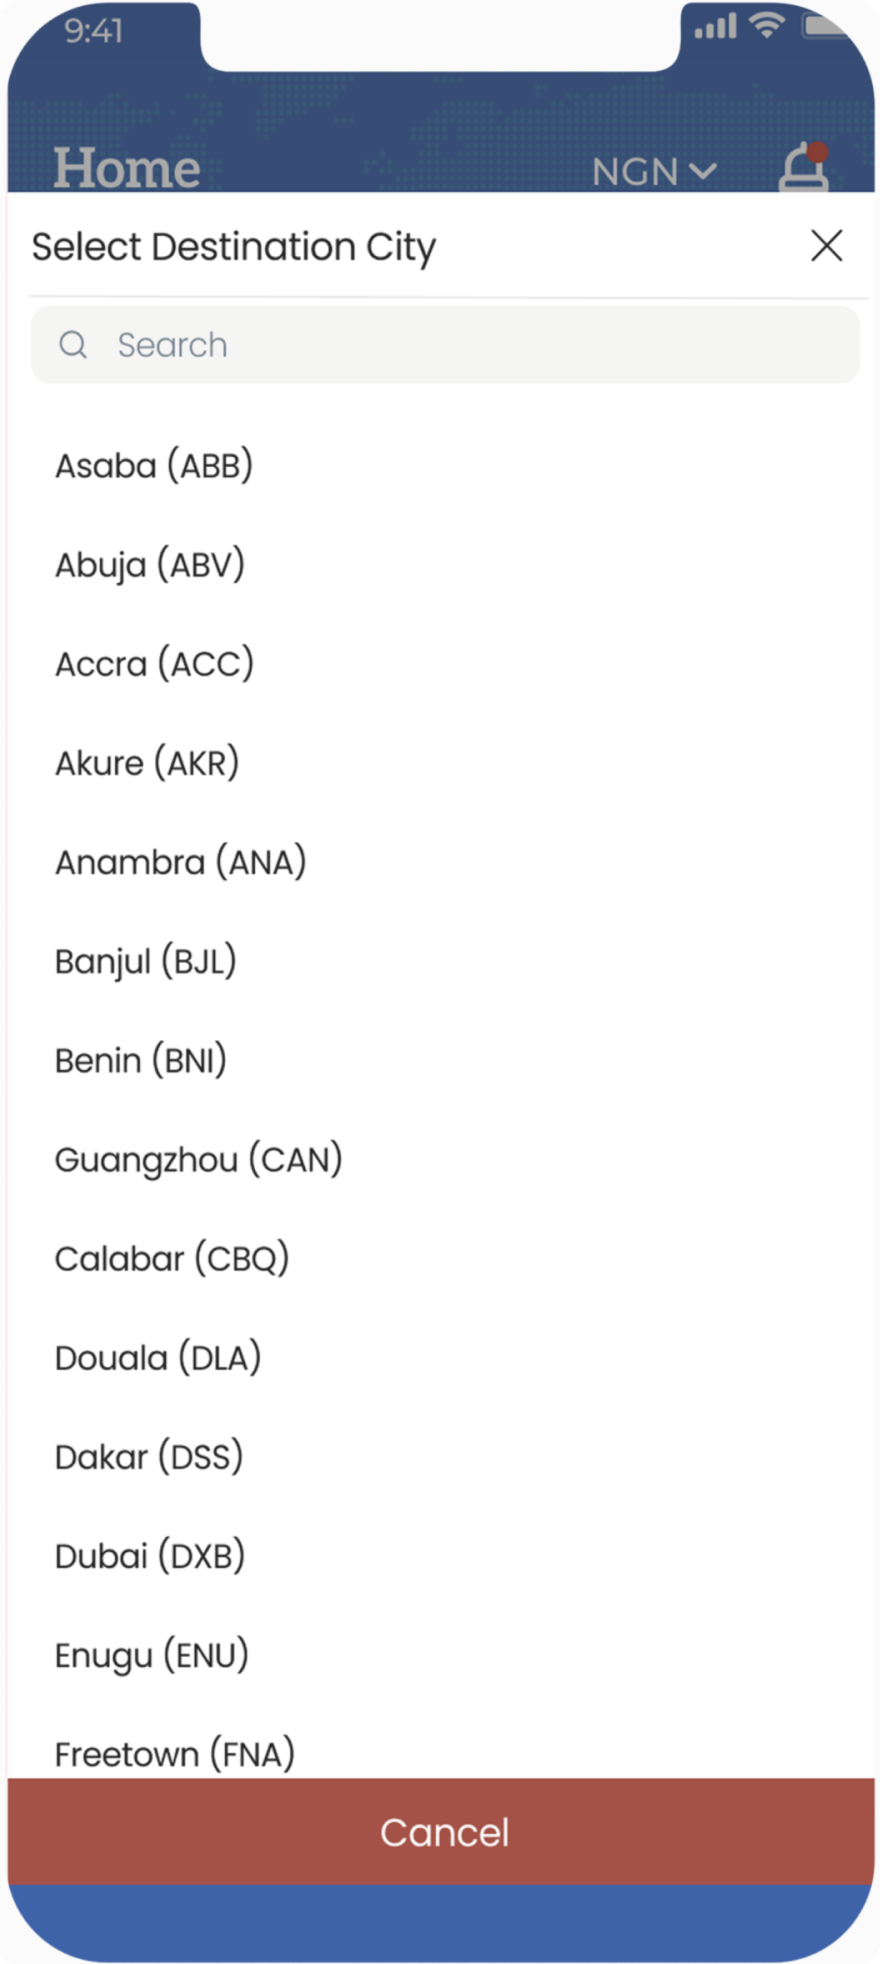 9:41
Home
NGN
Select Destination City
Search
Asaba (ABB)
Abuja (ABV)
Accra (ACC)
Akure (AKR)
Anambra (ANA)
Banjul (BJL)
Benin (BNI)
Guangzhou (CAN)
Calabar (CBQ)
Douala (DLA)
Dakar (DSS)
Dubai (DXB)
Enugu (ENU)
Freetown (FNA)
Cancel